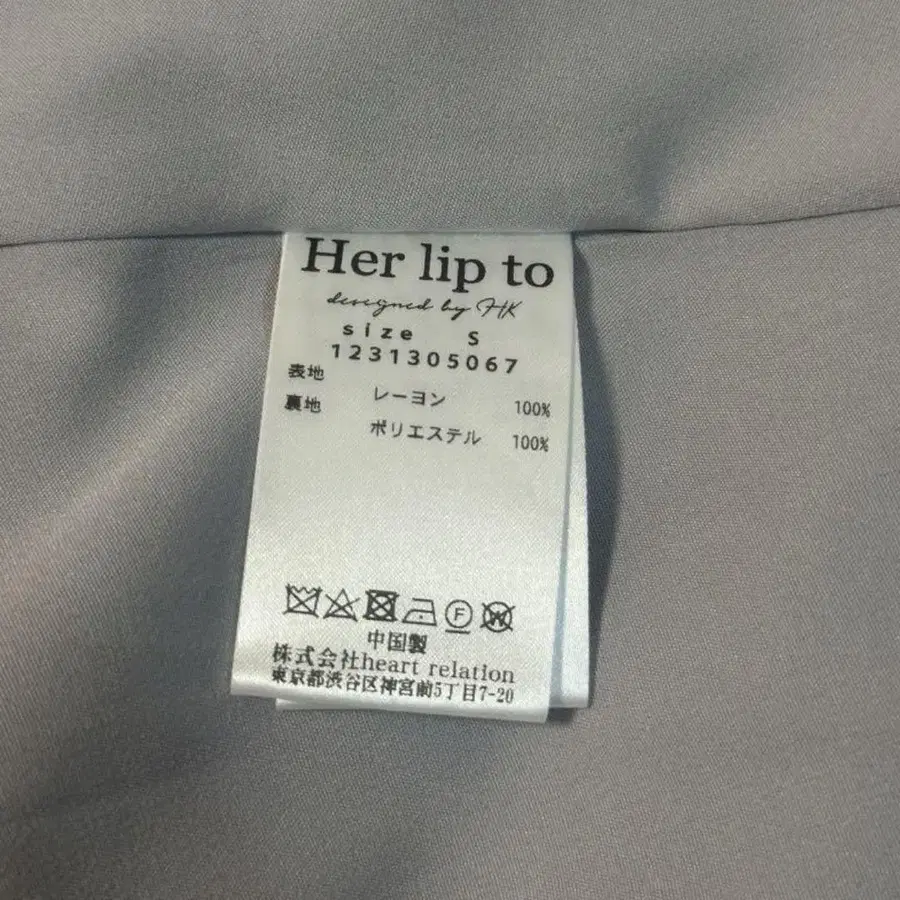 Her lip to
designed by HK
size S
1231305067
表地
レーヨン 100%
裏地
ポリエステル 100%
F W
中国製
株式会社heart relation
東京都渋谷区神宮前5丁目7-20